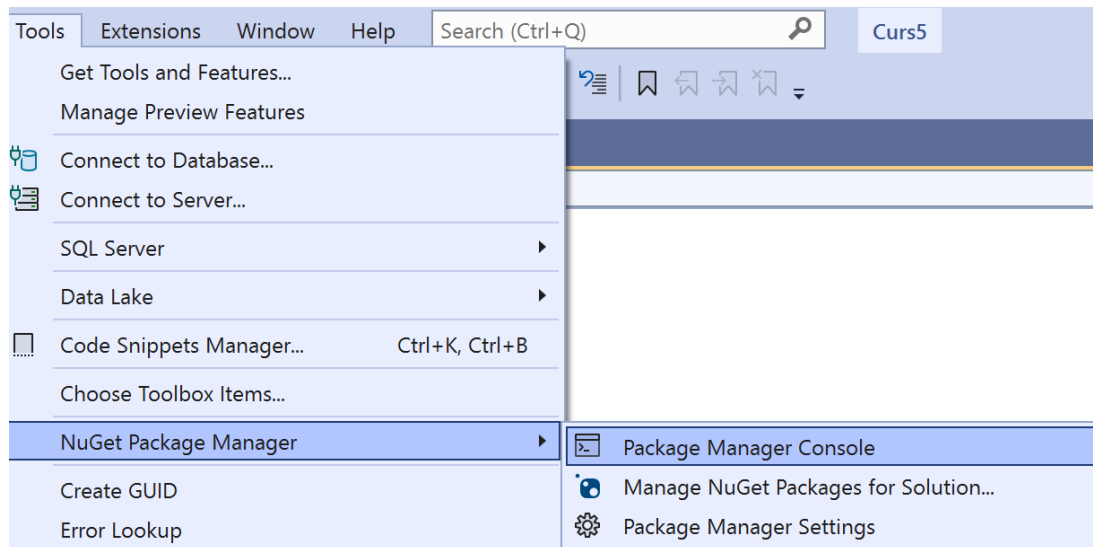 Tools Extensions Window Help Search (Ctrl+Q) Curs5
Get Tools and Features...
Manage Preview Features
Connect to Database...
Connect to Server...
SQL Server
Data Lake
Code Snippets Manager... Ctrl+K, Ctrl+B
Choose Toolbox Items...
NuGet Package Manager
Package Manager Console
Create GUID
Manage NuGet Packages for Solution...
Error Lookup
Package Manager Settings